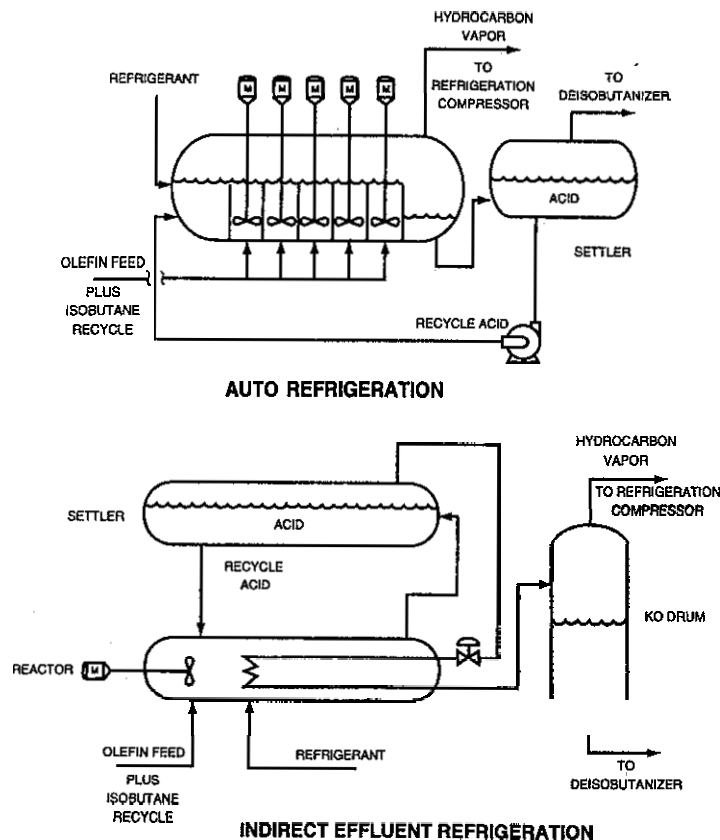 HYDROCARBON
VAPOR
TO
REFRIGERATION
COMPRESSOR
REFRIGERANT
M M M M M
TO
DEISOBUTANIZER
ACID
SETTLER
OLEFIN FEED
PLUS
ISOBUTANE
RECYCLE
RECYCLE ACID
AUTO REFRIGERATION
HYDROCARBON
VAPOR
TO REFRIGERATION
COMPRESSOR
SETTLER
ACID
RECYCLE
ACID
KO DRUM
REACTOR
M
OLEFIN FEED
PLUS
ISOBUTANE
RECYCLE
REFRIGERANT
TO
DEISOBUTANIZER
INDIRECT EFFLUENT REFRIGERATION